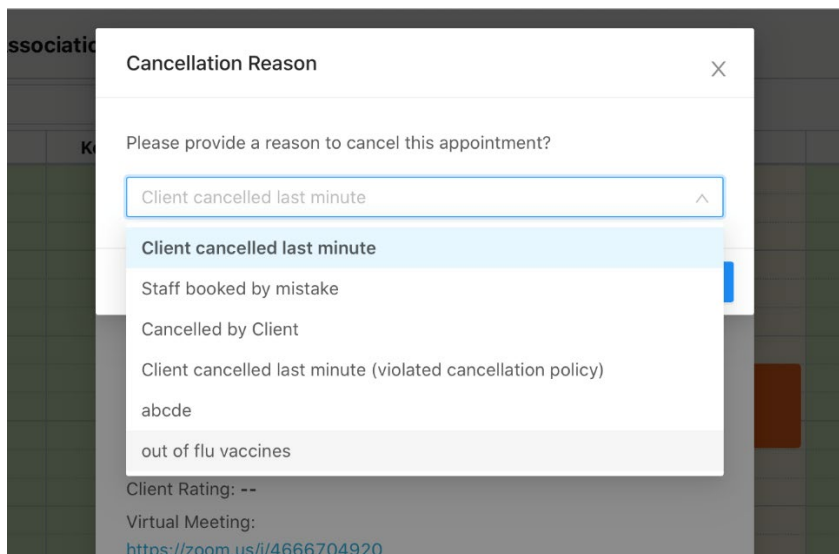 ssociatio
Cancellation Reason
K
Please provide a reason to cancel this appointment?
Client cancelled last minute
Client cancelled last minute
Staff booked by mistake
Cancelled by Client
Client cancelled last minute (violated cancellation policy)
abcde
out of flu vaccines
Client Rating: --
Virtual Meeting:
https://zoom.us/j/4666704920